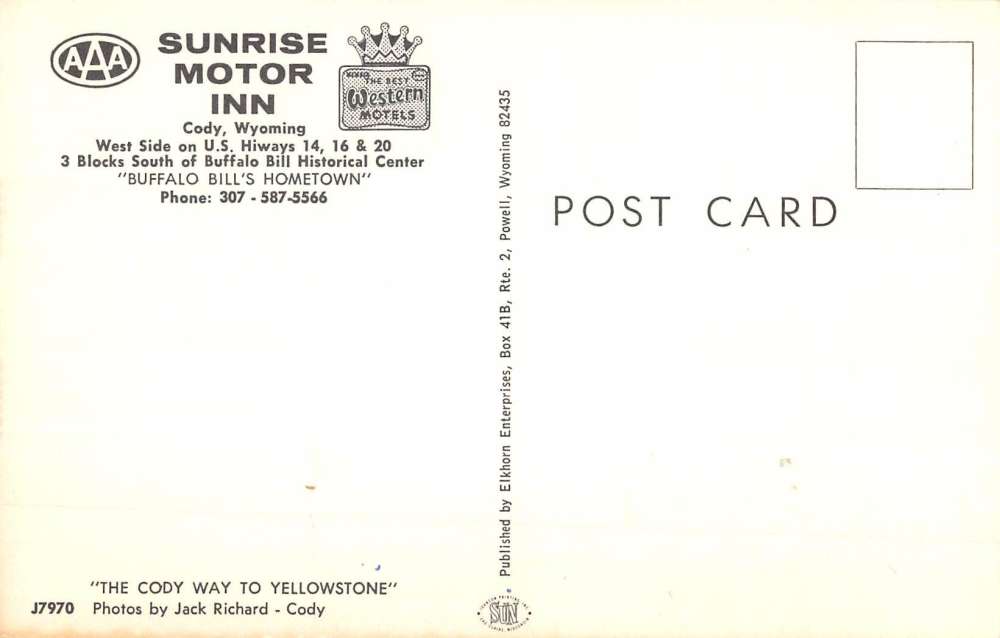 AAA
SUNRISE
MOTOR
INN
THE BEST
Western
MOTELS
Cody, Wyoming
West Side on U.S. Hiways 14, 16 & 20
3 Blocks South of Buffalo Bill Historical Center
"BUFFALO BILL'S HOMETOWN"
Phone: 307 - 587-5566
"THE CODY WAY TO YELLOWSTONE"
J7970 Photos by Jack Richard - Cody
Published by Elkhorn Enterprises, Box 41B, Rte. 2, Powell, Wyoming 82435
SUN
POST CARD